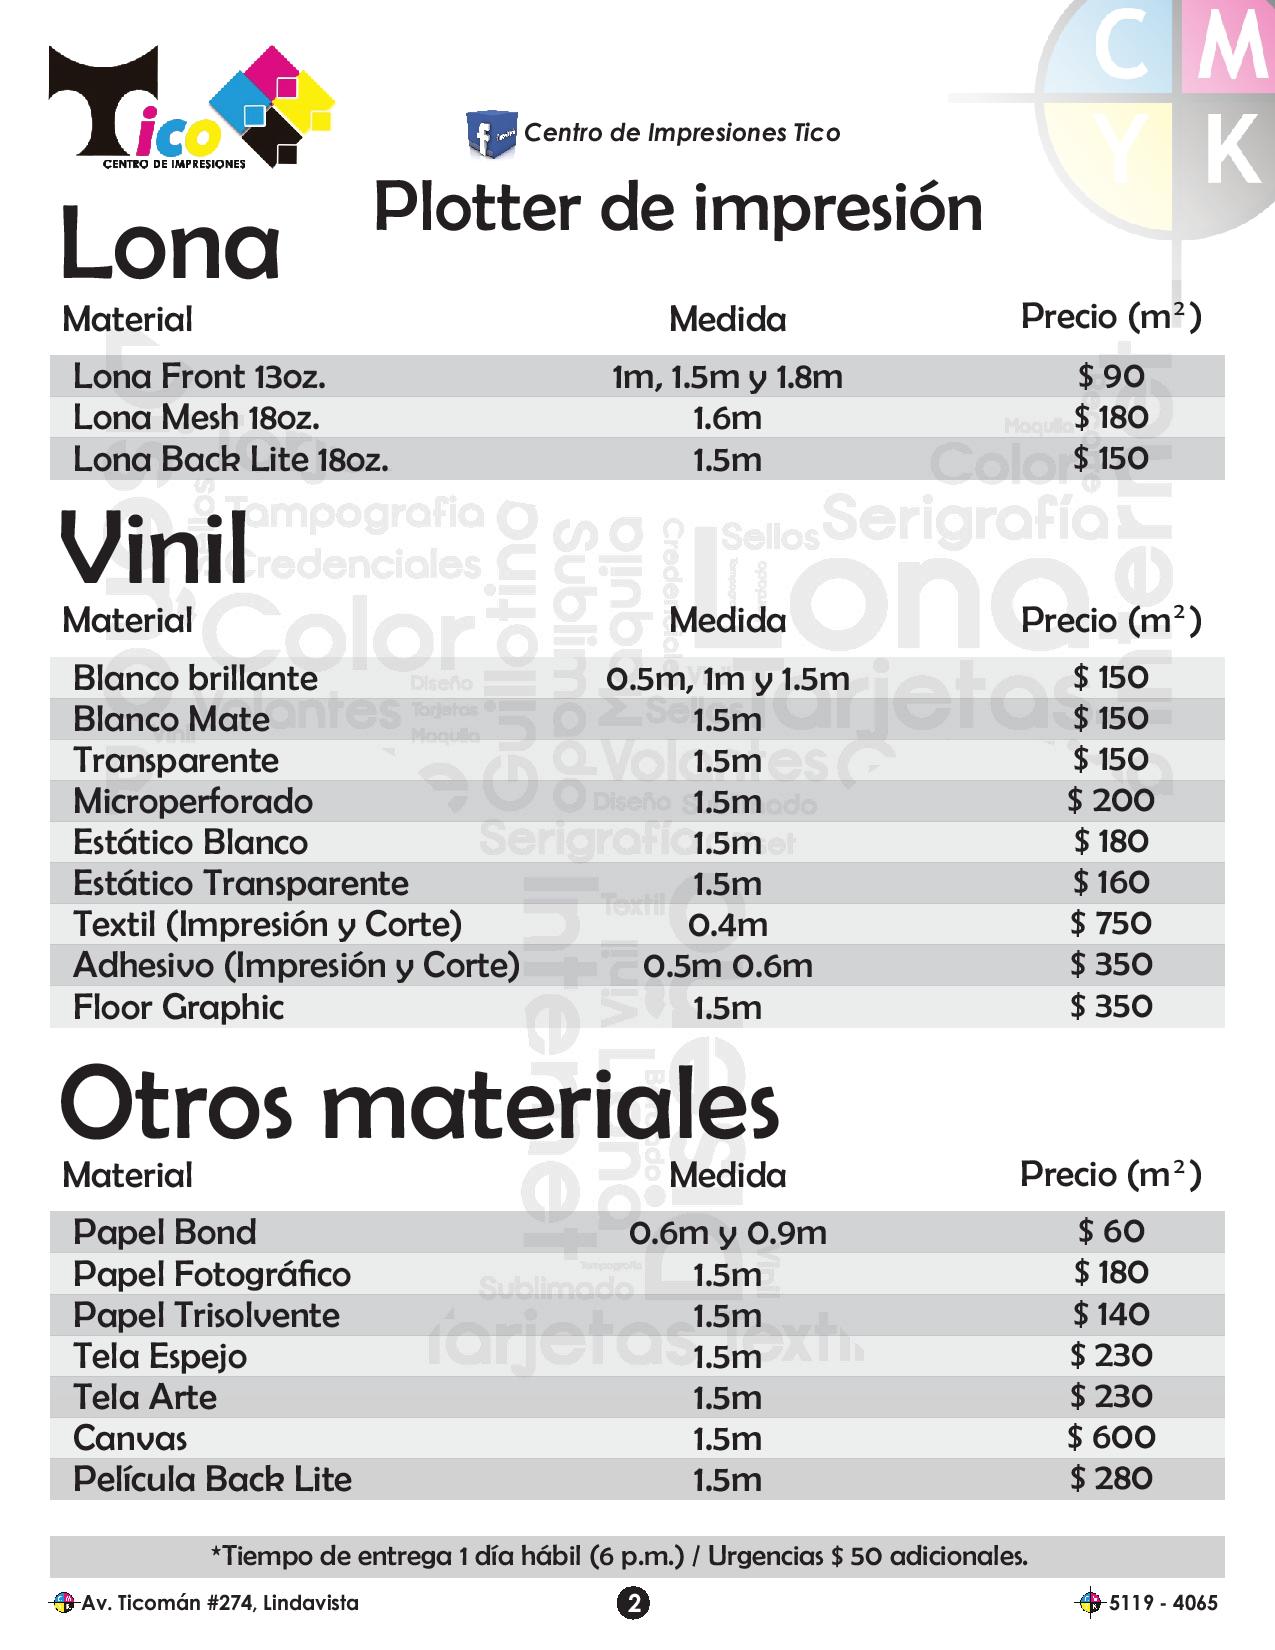 Tico
CENTRO DE IMPRESIONES
Centro de Impresiones Tico
C M
Y K
Plotter de impresión
Lona
Material Medida Precio (m²)
Lona Front 13oz. 1m, 1.5m y 1.8m $ 90
Lona Mesh 18oz. 1.6m $ 180
Lona Back Lite 18oz. 1.5m $ 150
Vinil
Material Medida Precio (m²)
Blanco brillante 0.5m, 1m y 1.5m $ 150
Blanco Mate 1.5m $ 150
Transparente 1.5m $ 150
Microperforado 1.5m $ 200
Estático Blanco 1.5m $ 180
Estático Transparente 1.5m $ 160
Textil (Impresión y Corte) 0.4m $ 750
Adhesivo (Impresión y Corte) 0.5m 0.6m $ 350
Floor Graphic 1.5m $ 350
Otros materiales
Material Medida Precio (m²)
Papel Bond 0.6m y 0.9m $ 60
Papel Fotográfico 1.5m $ 180
Papel Trisolvente 1.5m $ 140
Tela Espejo 1.5m $ 230
Tela Arte 1.5m $ 230
Canvas 1.5m $ 600
Película Back Lite 1.5m $ 280
*Tiempo de entrega 1 día hábil (6 p.m.) / Urgencias $ 50 adicionales.
Av. Ticomán #274, Lindavista 2 5119 - 4065